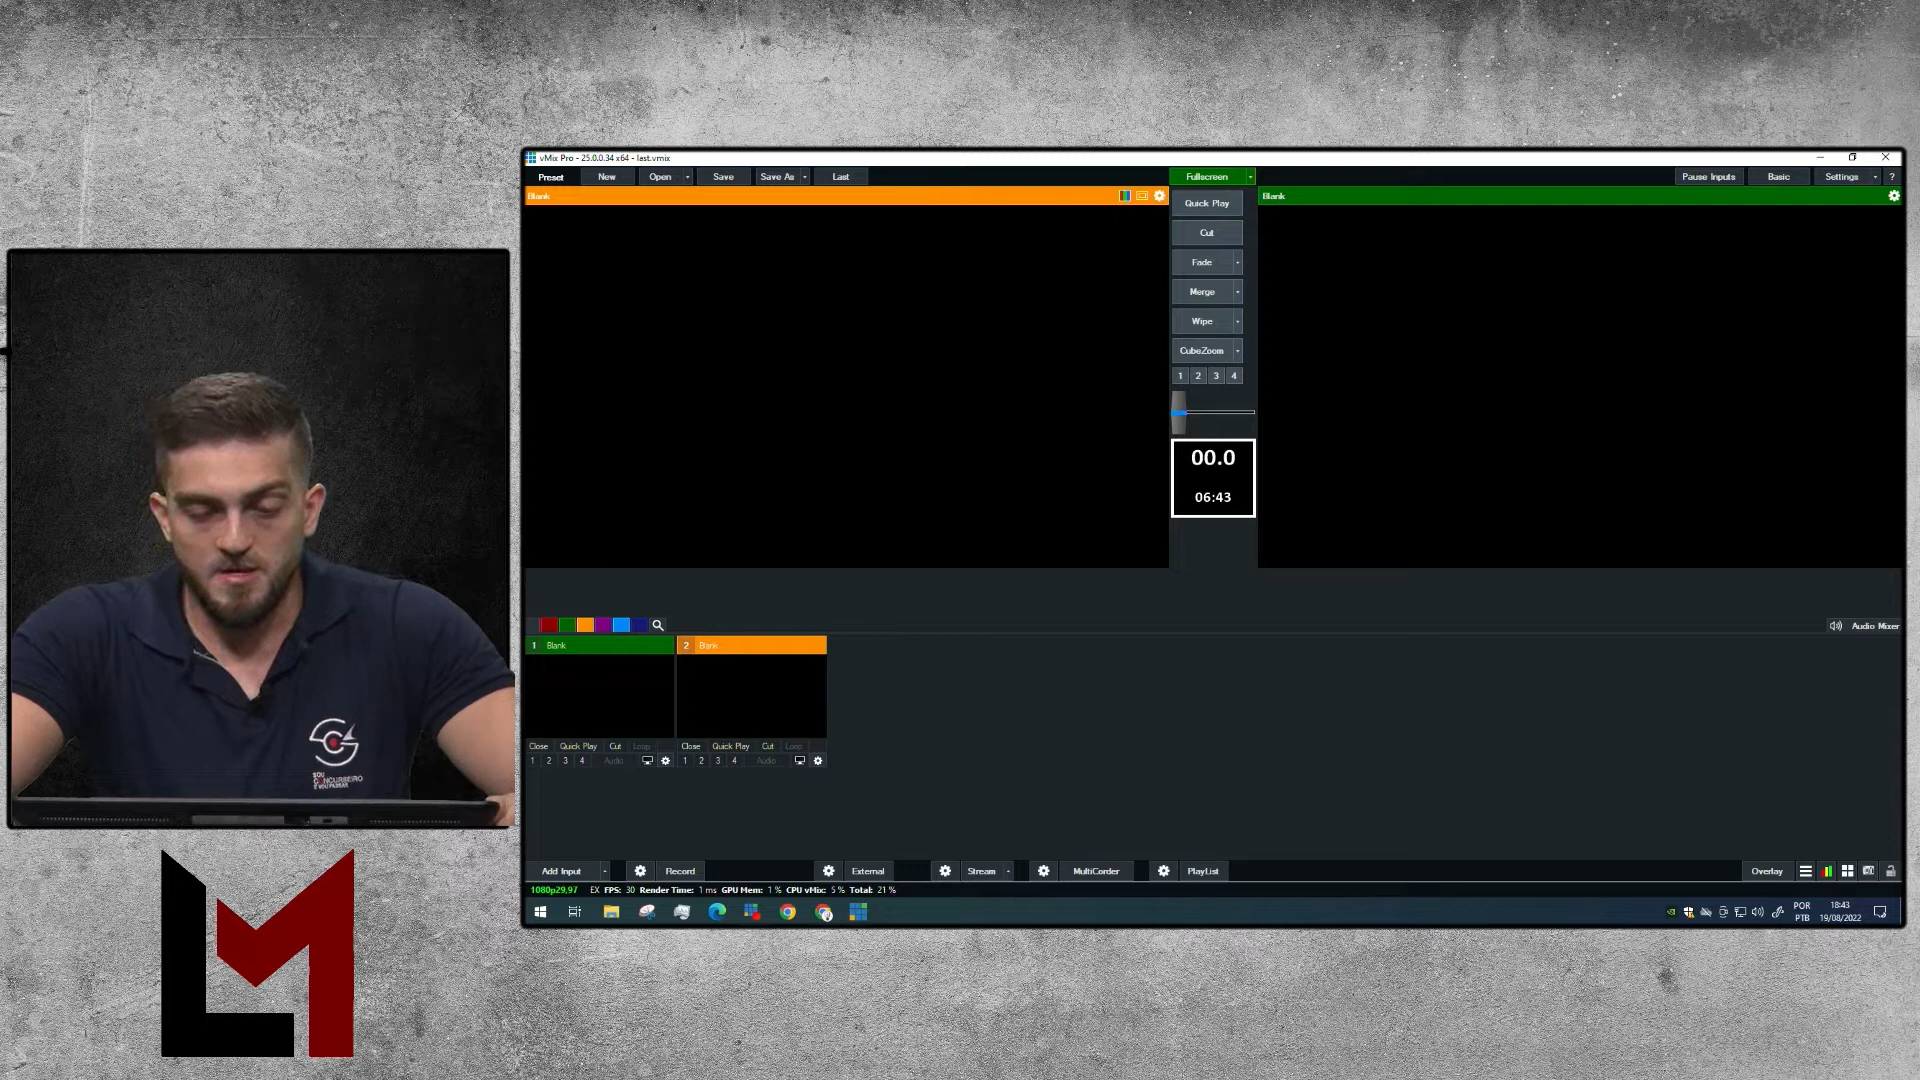 vMix Pro - 25.0.0.34 x64 - last.vmix
Preset New Open Save Save As Last Fullscreen Pause Inputs Basic Settings ?
Blank
Blank
Quick Play
Cut
Fade
Merge
Wipe
CubeZoom
1 2 3 4
00.0
06:43
Audio Mixer
1 Blank
2 Blank
Close Quick Play Cut Loop
Close Quick Play Cut Loop
1 2 3 4 Audio
1 2 3 4 Audio
Add Input Record External Stream MultiCorder PlayList Overlay
1080p29,97 EX FPS: 30 Render Time: 1 ms GPU Mem: 1 % CPU vMix: 5 % Total: 21 %
POR
PTB
18:43
19/08/2022
SOU
CONCURSEIRO
E VOU PASSAR
LM